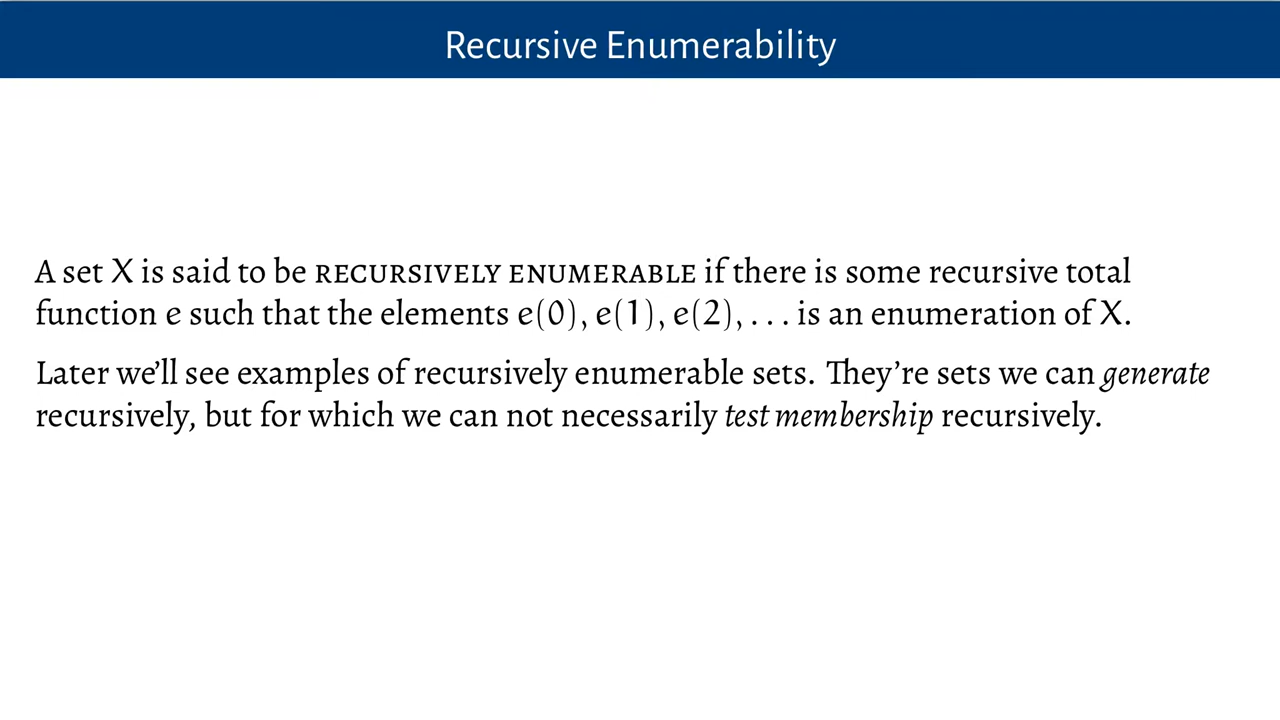 Recursive Enumerability
A set X is said to be RECURSIVELY ENUMERABLE if there is some recursive total
function e such that the elements e(0), e(1), e(2), . . . is an enumeration of X.
Later we’ll see examples of recursively enumerable sets. They’re sets we can generate
recursively, but for which we can not necessarily test membership recursively.